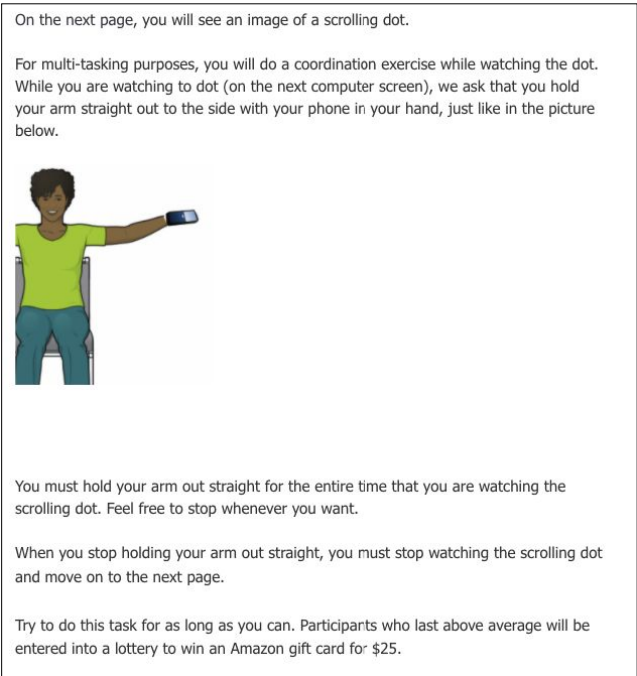 On the next page, you will see an image of a scrolling dot.
For multi-tasking purposes, you will do a coordination exercise while watching the dot.
While you are watching to dot (on the next computer screen), we ask that you hold
your arm straight out to the side with your phone in your hand, just like in the picture
below.
You must hold your arm out straight for the entire time that you are watching the
scrolling dot. Feel free to stop whenever you want.
When you stop holding your arm out straight, you must stop watching the scrolling dot
and move on to the next page.
Try to do this task for as long as you can. Participants who last above average will be
entered into a lottery to win an Amazon gift card for $25.